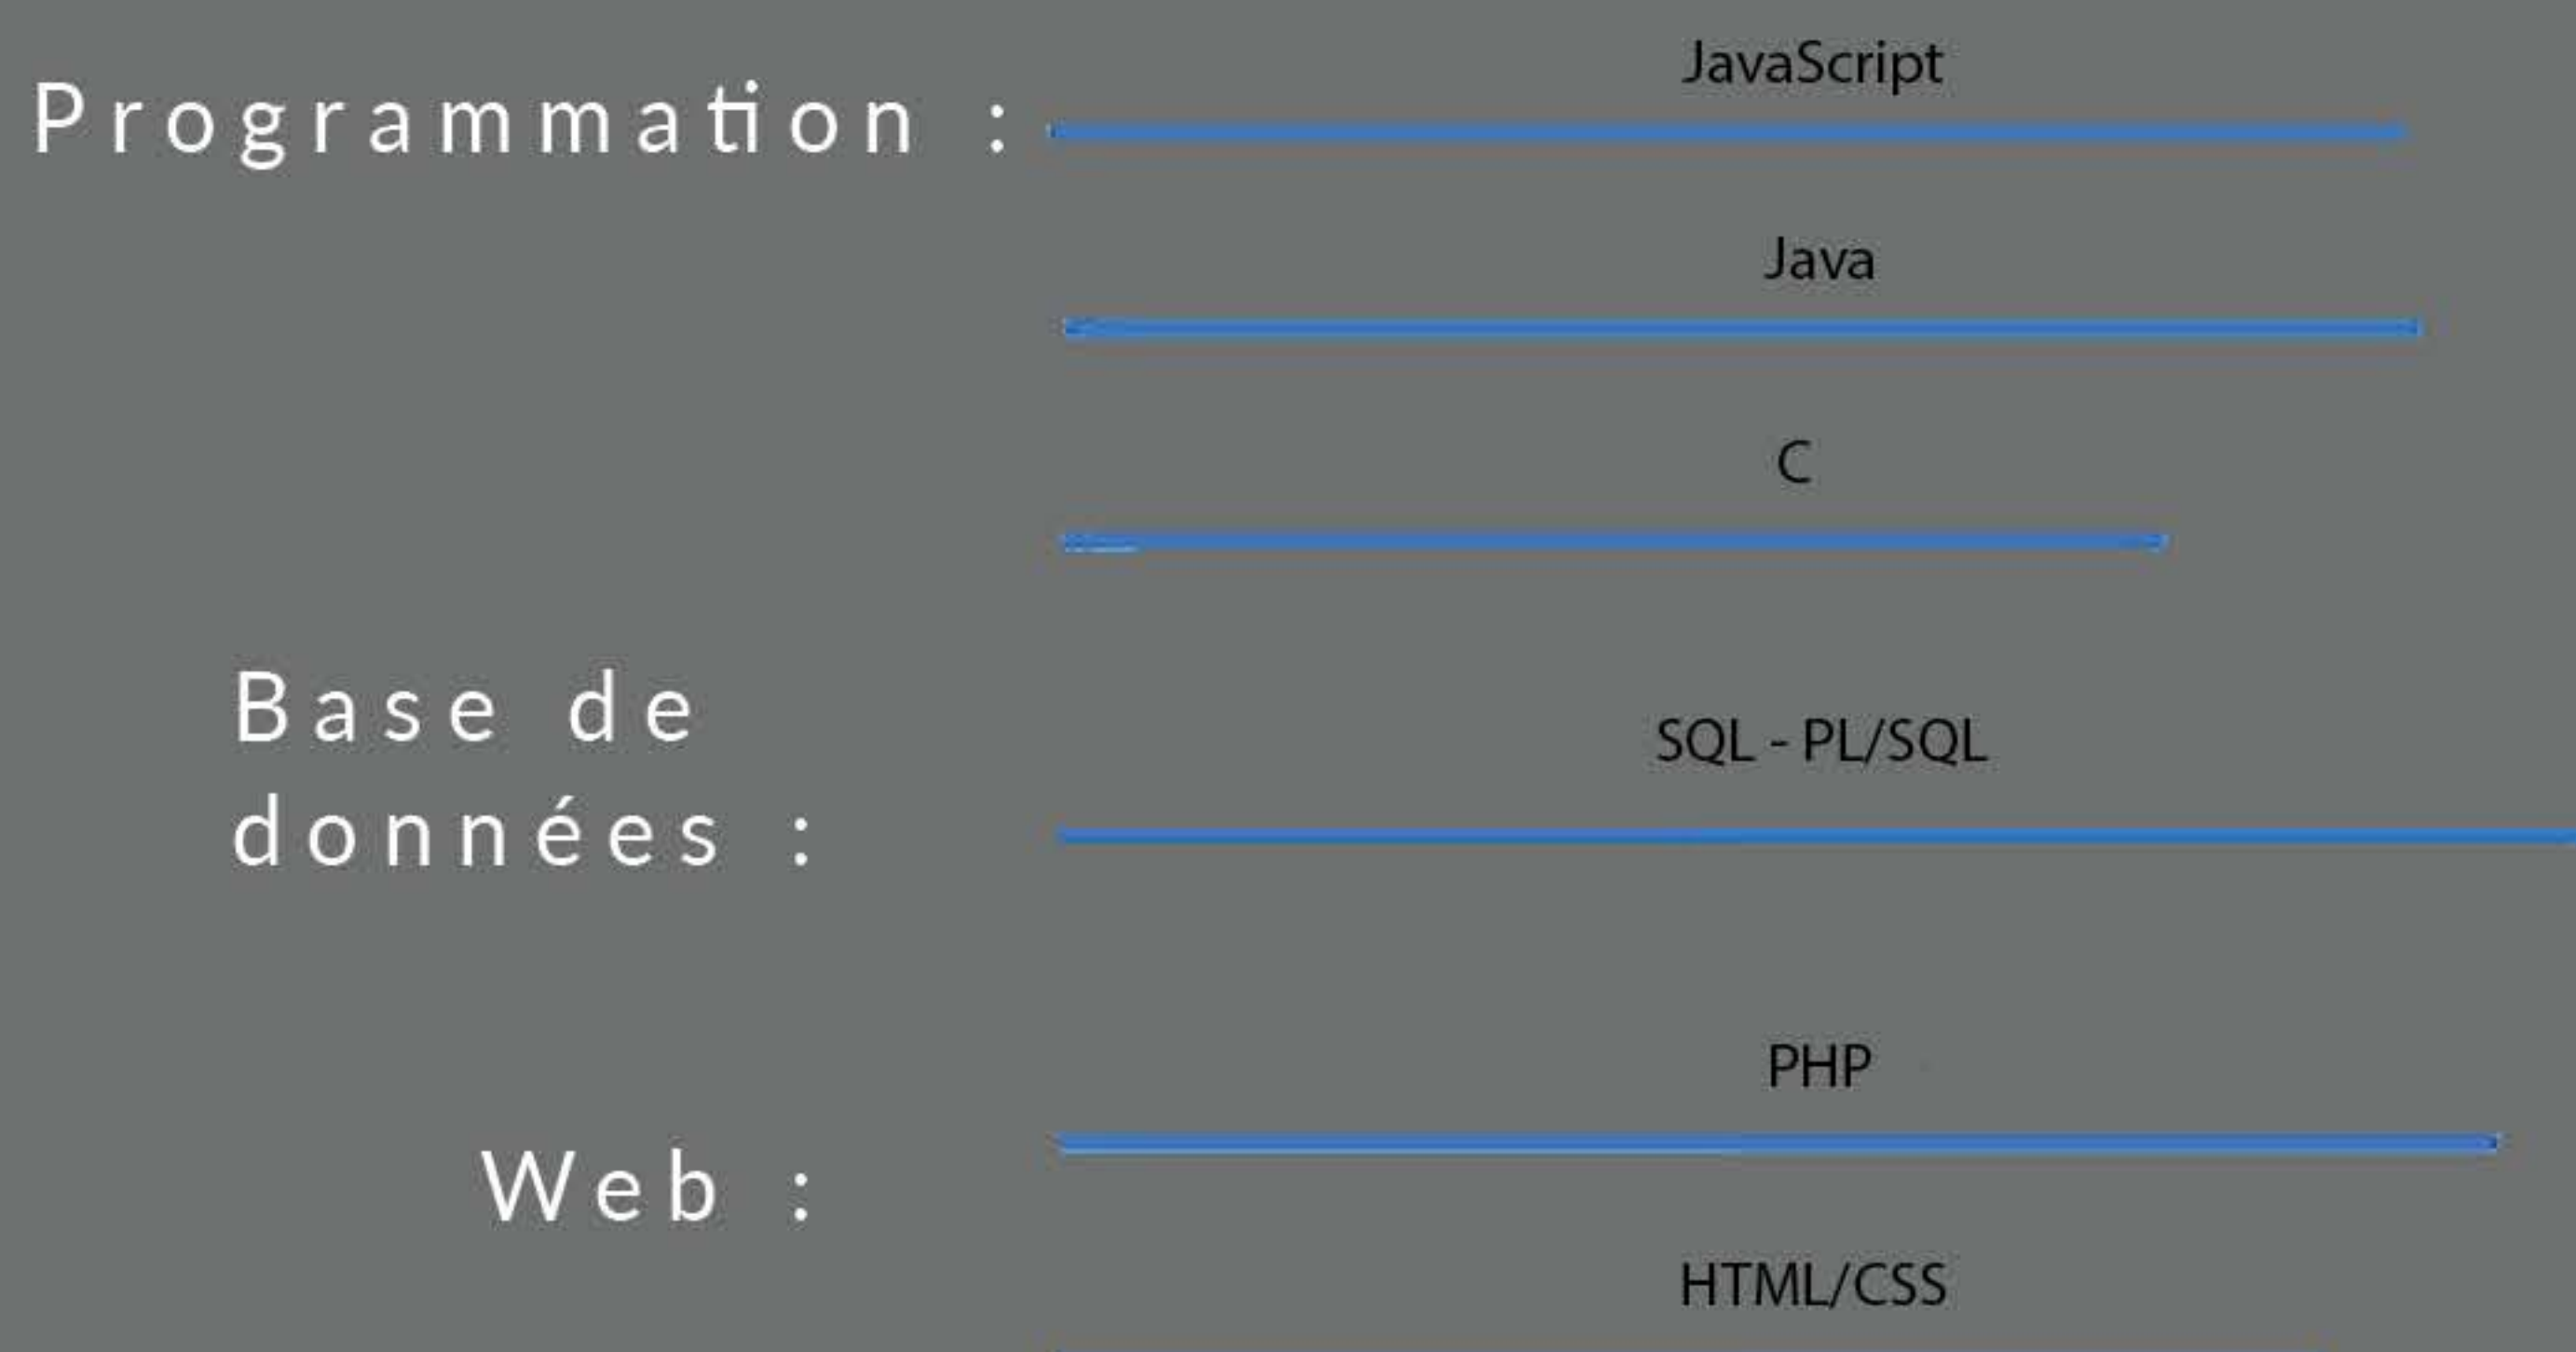 JavaScript
Programmation :
Java
C
Base de
SQL - PL/SQL
données :
PHP
Web :
HTML/CSS